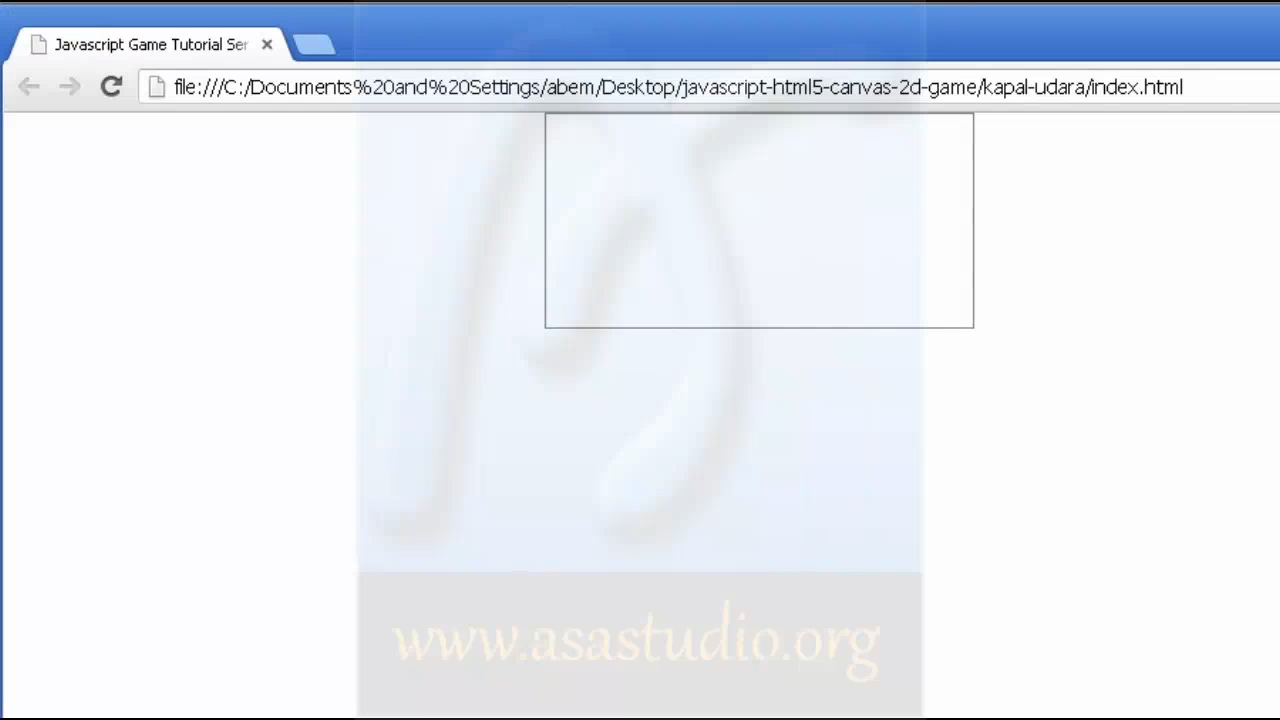 Javascript Game Tutorial Ser
file:///C:/Documents%20and%20Settings/abem/Desktop/javascript-html5-canvas-2d-game/kapal-udara/index.html
www.asastudio.org